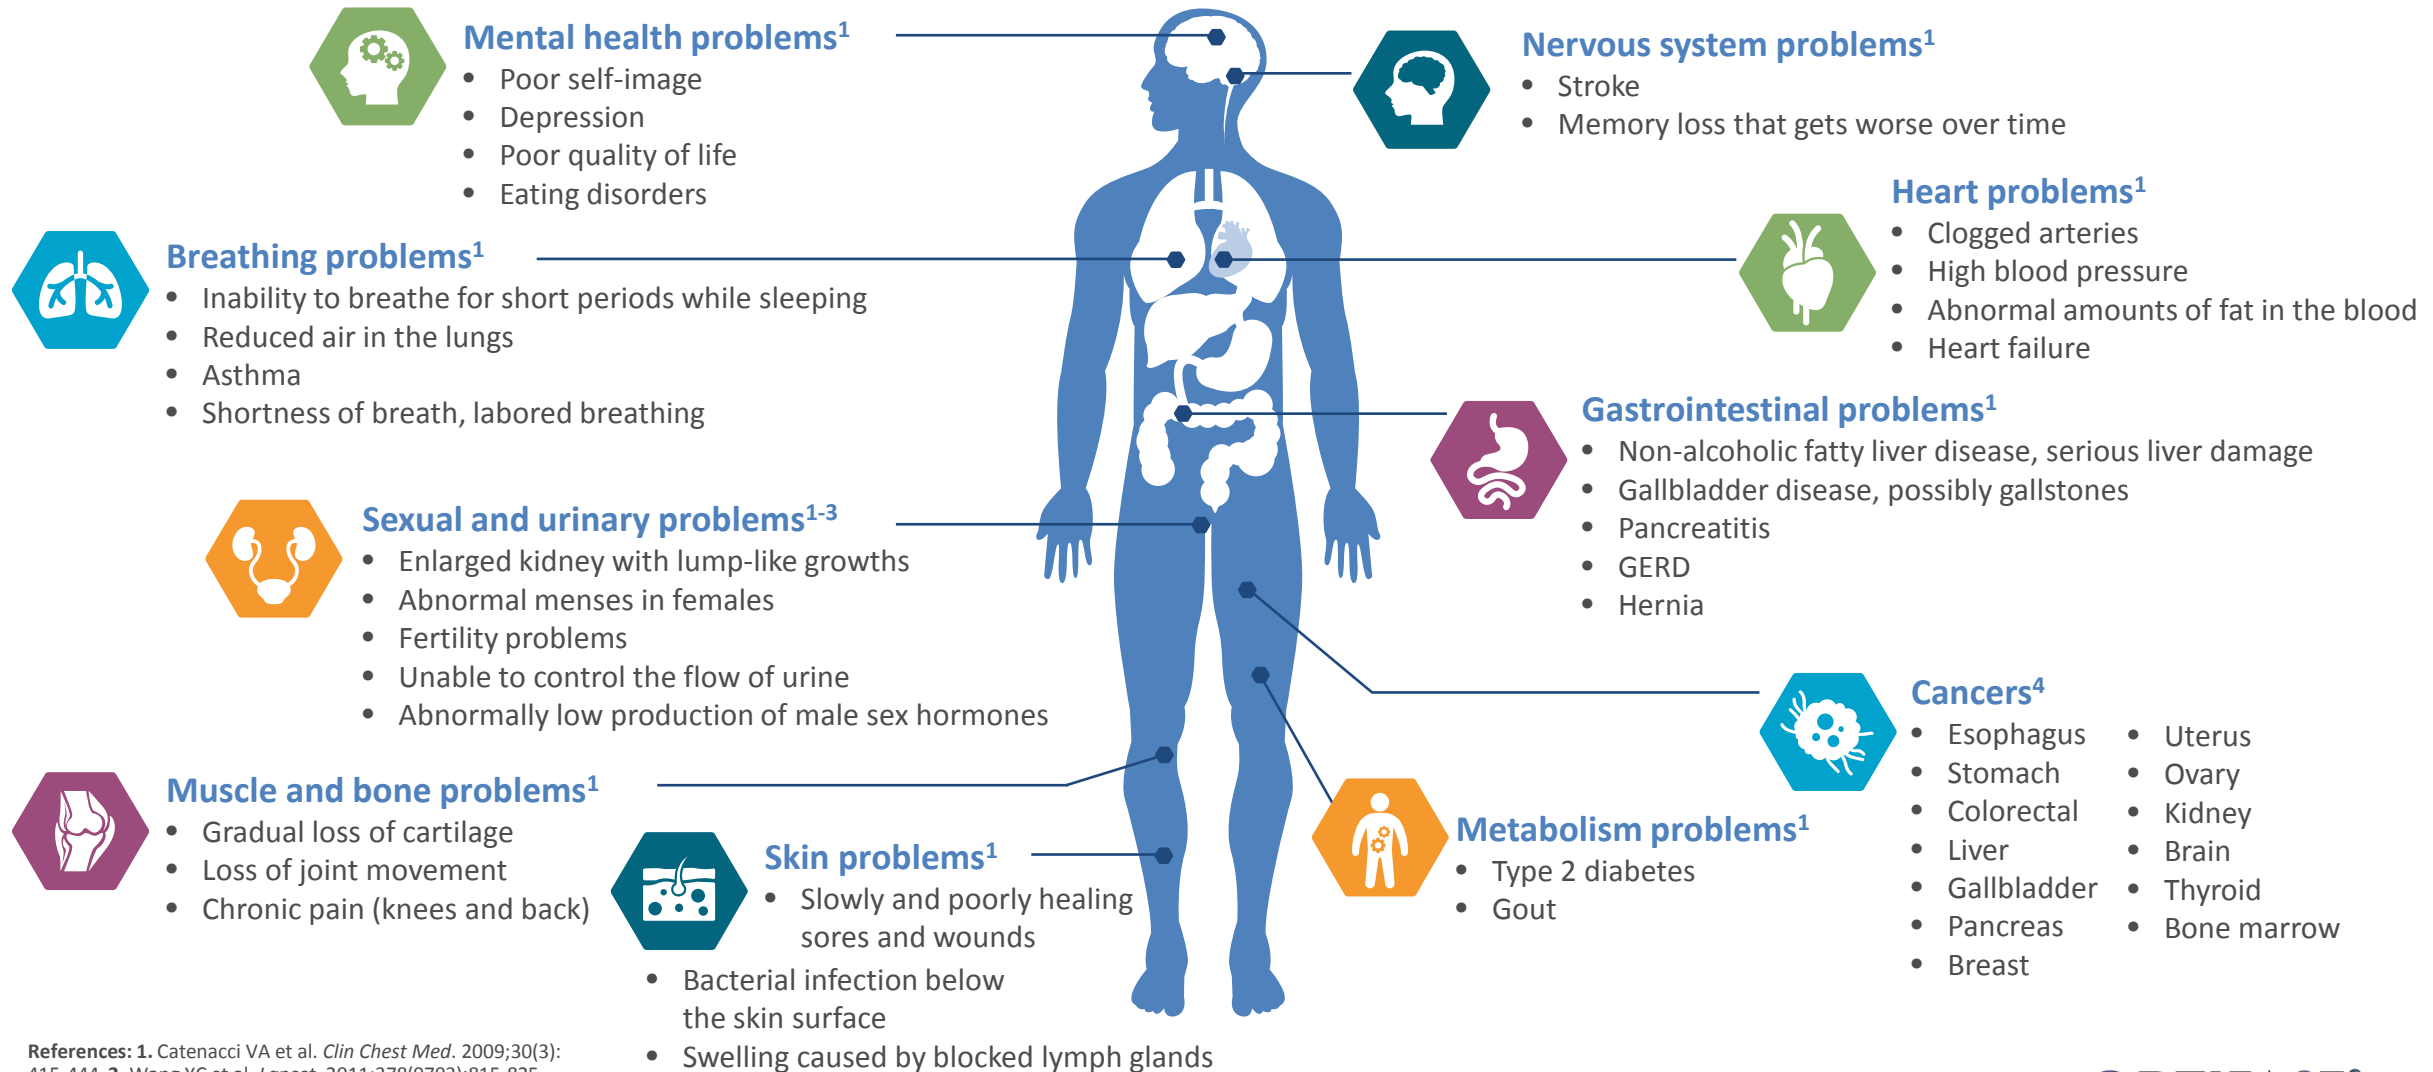 Mental health problems1
• Poor self-image
• Depression
• Poor quality of life
• Eating disorders
Nervous system problems1
• Stroke
• Memory loss that gets worse over time
Heart problems1
• Clogged arteries
• High blood pressure
• Abnormal amounts of fat in the blood
• Heart failure
Breathing problems1
• Inability to breathe for short periods while sleeping
• Reduced air in the lungs
• Asthma
• Shortness of breath, labored breathing
Gastrointestinal problems1
• Non-alcoholic fatty liver disease, serious liver damage
• Gallbladder disease, possibly gallstones
• Pancreatitis
• GERD
• Hernia
Sexual and urinary problems1-3
• Enlarged kidney with lump-like growths
• Abnormal menses in females
• Fertility problems
• Unable to control the flow of urine
• Abnormally low production of male sex hormones
Cancers4
• Esophagus
• Stomach
• Colorectal
• Liver
• Gallbladder
• Pancreas
• Breast
• Uterus
• Ovary
• Kidney
• Brain
• Thyroid
• Bone marrow
Muscle and bone problems1
• Gradual loss of cartilage
• Loss of joint movement
• Chronic pain (knees and back)
Skin problems1
• Slowly and poorly healing
sores and wounds
• Bacterial infection below
the skin surface
• Swelling caused by blocked lymph glands
Metabolism problems1
• Type 2 diabetes
• Gout
References: 1. Catenacci VA et al. Clin Chest Med. 2009;30(3):